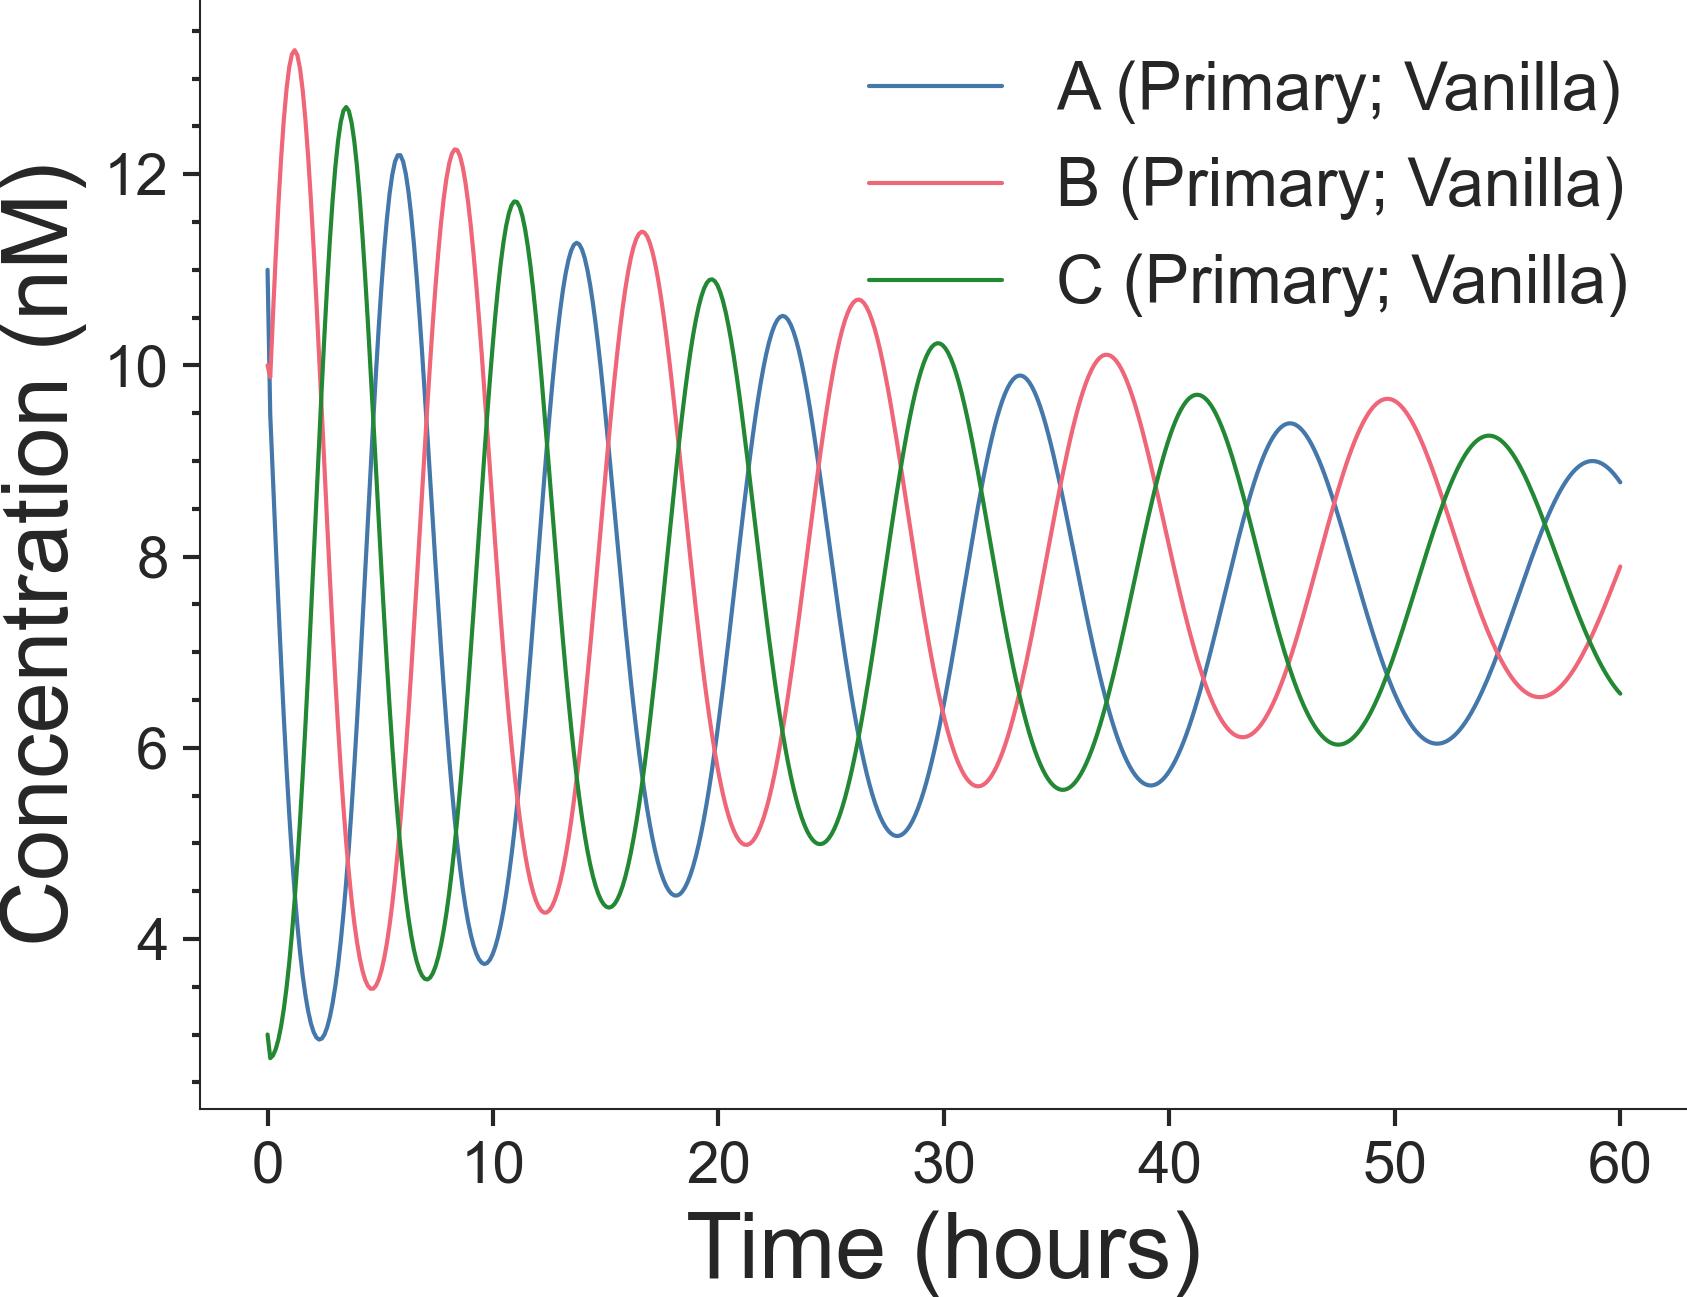 Concentration (nM)
12
10
8
6
4
A (Primary; Vanilla)
B (Primary; Vanilla)
C (Primary; Vanilla)
0 10 20 30 40 50 60
Time (hours)